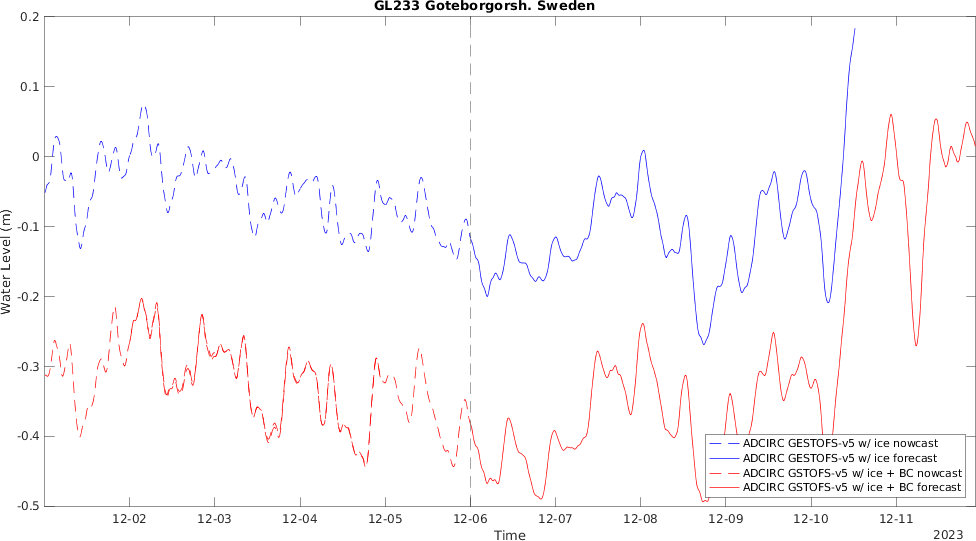 GL233 Goteborgorsh. Sweden
Water Level (m)
0.2
0.1
0
-0.1
-0.2
-0.3
-0.4
-0.5
ADCIRC GESTOFS-v5 w/ ice nowcast
ADCIRC GESTOFS-v5 w/ ice forecast
ADCIRC GSTOFS-v5 w/ ice + BC nowcast
ADCIRC GSTOFS-v5 w/ ice + BC forecast
12-02 12-03 12-04 12-05 12-06 12-07 12-08 12-09 12-10 12-11
Time
2023